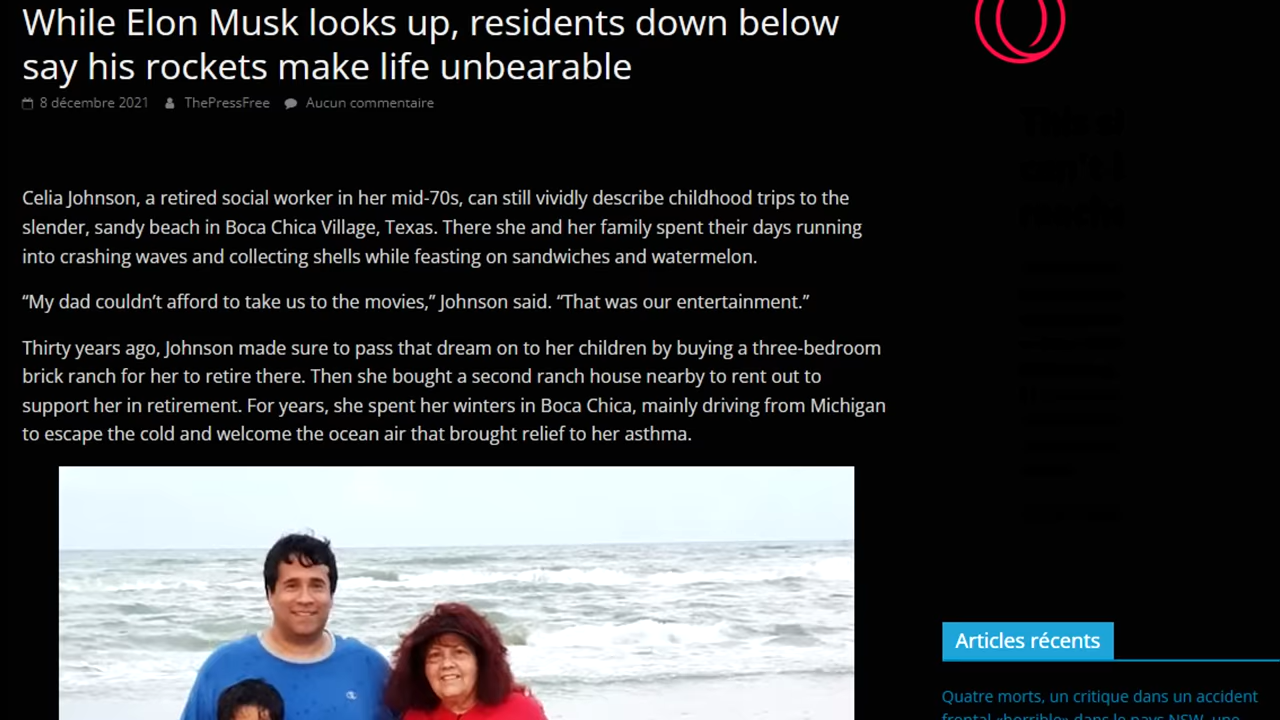 While Elon Musk looks up, residents down below
say his rockets make life unbearable
8 décembre 2021 ThePressFree Aucun commentaire
Celia Johnson, a retired social worker in her mid-70s, can still vividly describe childhood trips to the
slender, sandy beach in Boca Chica Village, Texas. There she and her family spent their days running
into crashing waves and collecting shells while feasting on sandwiches and watermelon.
“My dad couldn’t afford to take us to the movies,” Johnson said. “That was our entertainment.”
Thirty years ago, Johnson made sure to pass that dream on to her children by buying a three-bedroom
brick ranch for her to retire there. Then she bought a second ranch house nearby to rent out to
support her in retirement. For years, she spent her winters in Boca Chica, mainly driving from Michigan
to escape the cold and welcome the ocean air that brought relief to her asthma.
Articles récents
Quatre morts, un critique dans un accident
frontal «horrible» dans le pays NSW, une